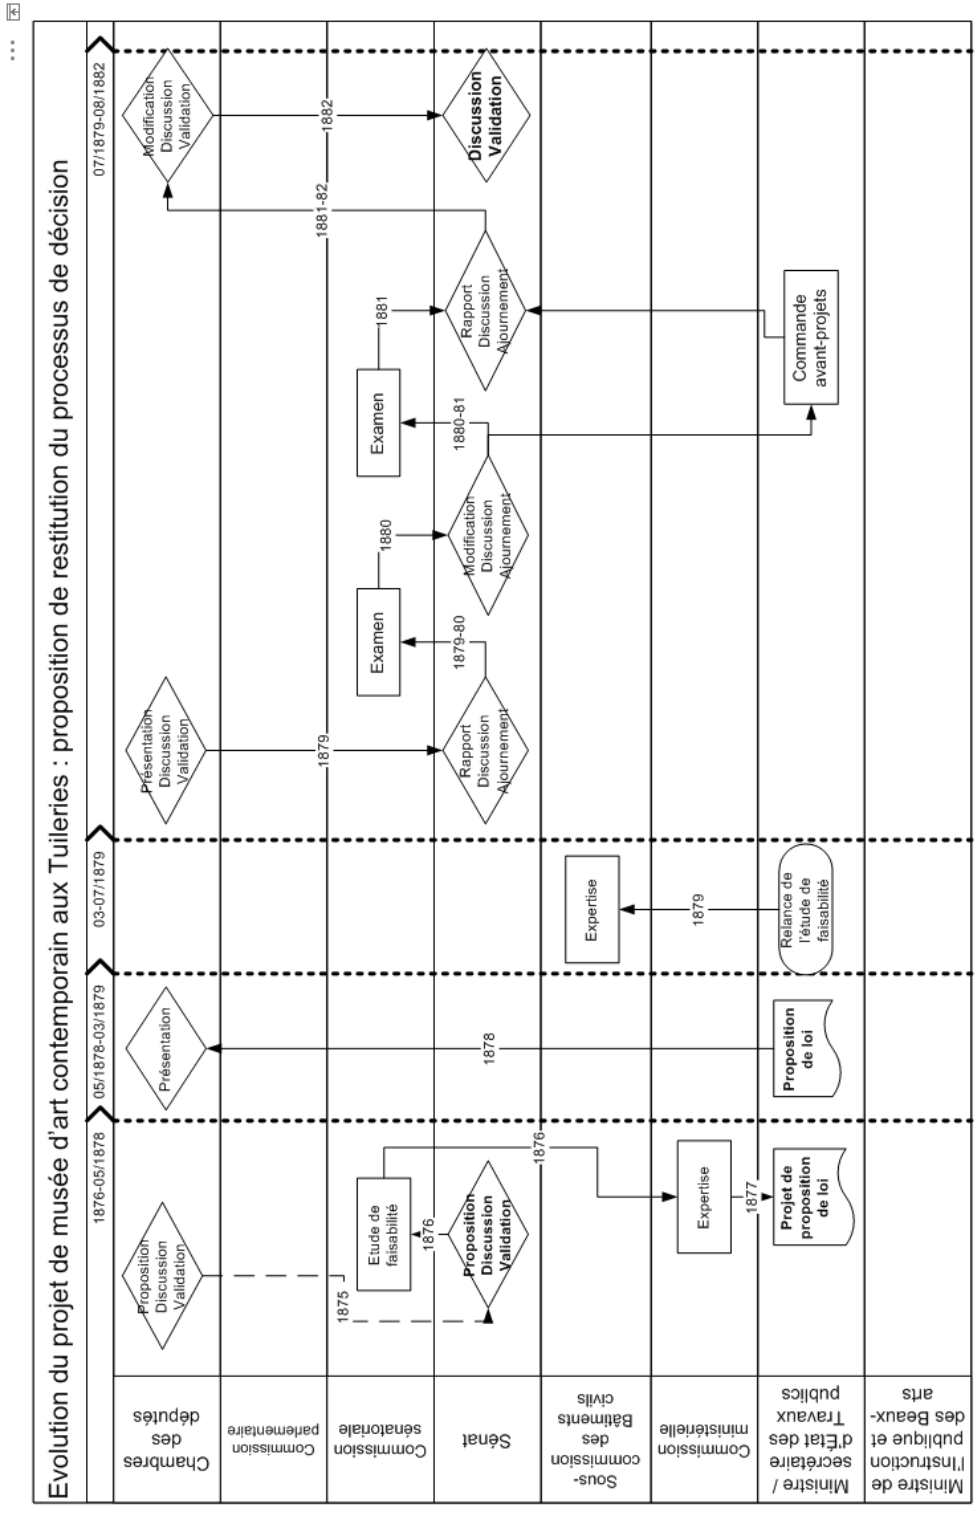 Evolution du projet de musée d'art contemporain aux Tuileries : proposition de restitution du processus de décision
1876-05/1878
05/1878-03/1879
03-07/1879
07/1879-08/1882
Chambres
des
députés
Proposition
Discussion
Validation
1875
Présentation
Présentation
Discussion
Validation
1879
Modification
Discussion
Validation
1881-82
1882
Commission
parlementaire
Commission
sénatoriale
Etude de
faisabilité
1876
1876
Examen
1879-80
1880
Examen
1880-81
1881
Sénat
Proposition
Discussion
Validation
1878
Rapport
Discussion
Ajournement
Modification
Discussion
Ajournement
Rapport
Discussion
Ajournement
Discussion
Validation
Sous-
commission
des
Bâtiments
civils
Expertise
Commission
ministérielle
Expertise
1877
1879
Ministre /
secrétaire
d'État des
Travaux
publics
Projet de
proposition
de loi
Proposition
de loi
Relance de
l'étude de
faisabilité
Commande
avant-projets
Ministre de
l'Instruction
publique et
des Beaux-
arts